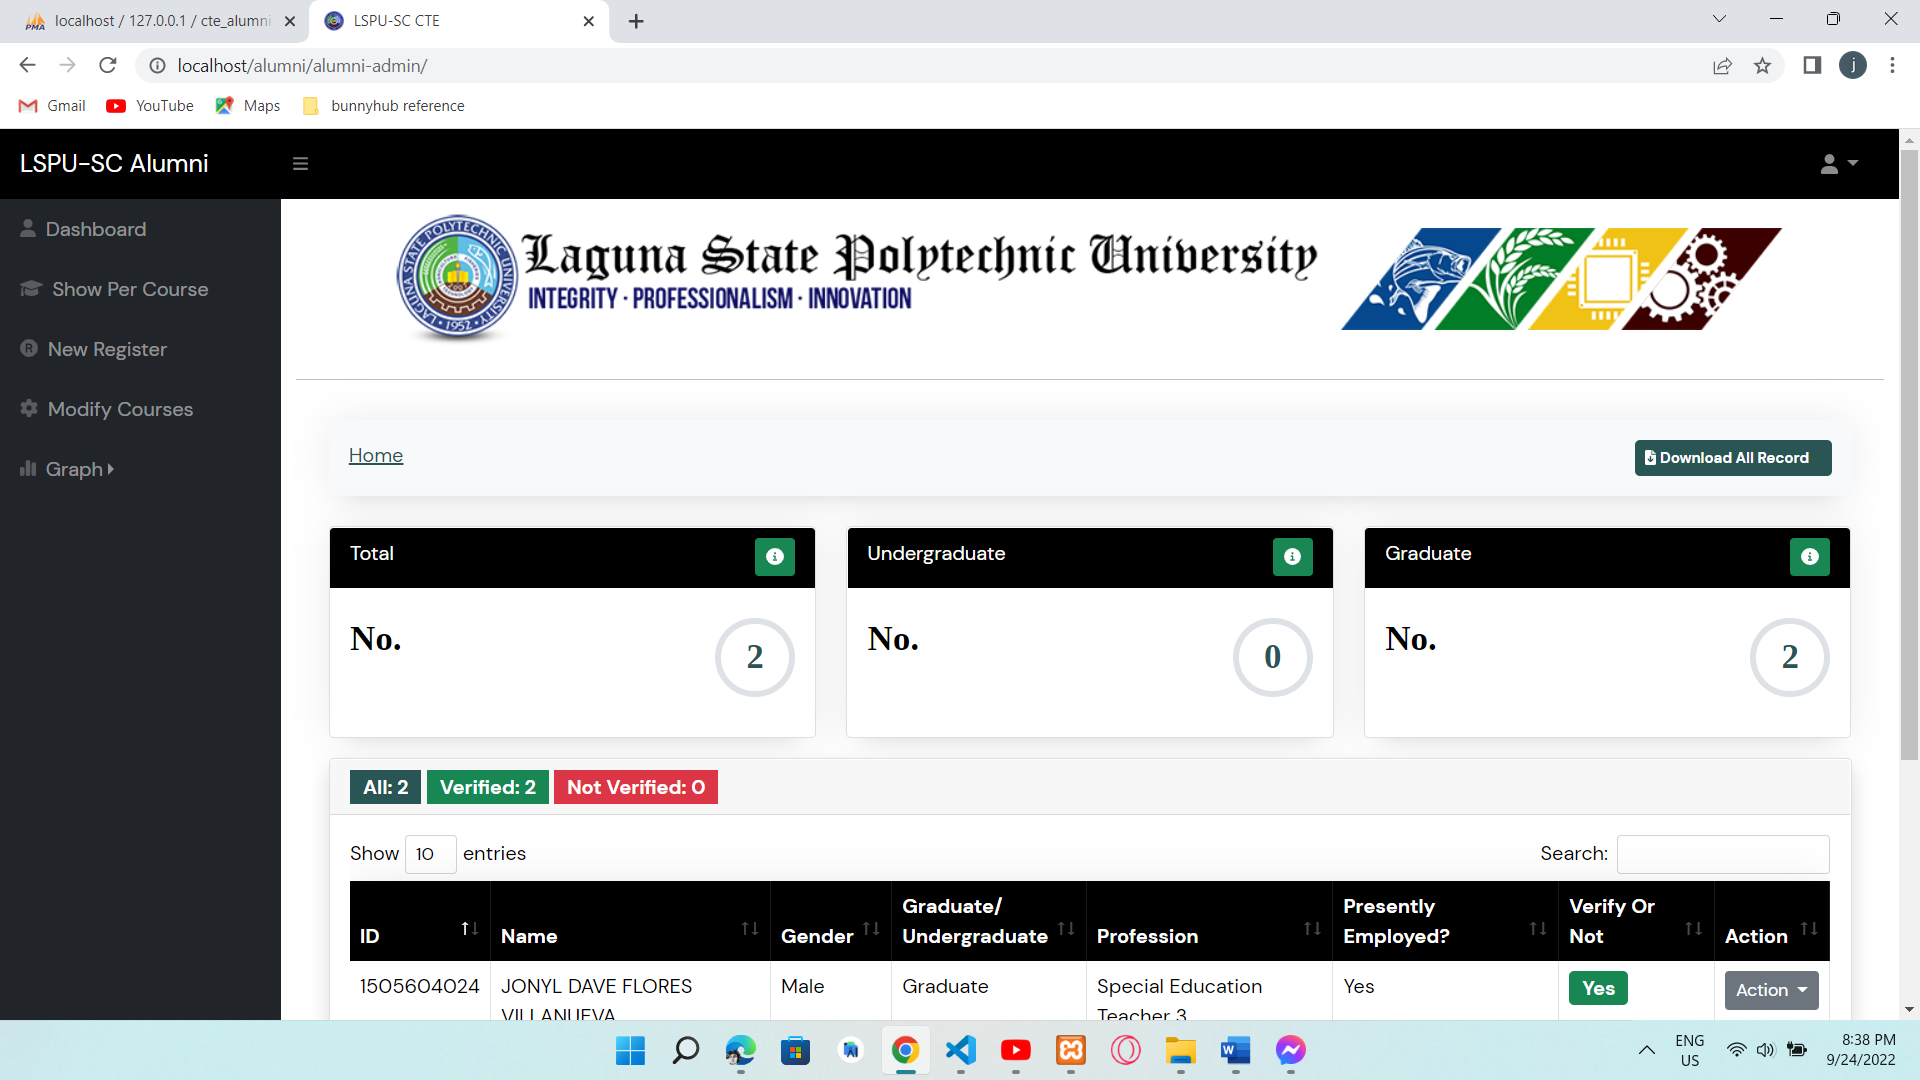 localhost / 127.0.0.1 / cte_alumni
LSPU-SC CTE
localhost/alumni/alumni-admin/
j
Gmail
YouTube
Maps
bunnyhub reference
LSPU-SC Alumni
Dashboard
Show Per Course
New Register
Modify Courses
Graph
LAGUNA STATE POLYTECHNIC UNIVERSITY
1952
Laguna State Polytechnic University
INTEGRITY · PROFESSIONALISM · INNOVATION
Home
Download All Record
Total
No.
2
Undergraduate
No.
0
Graduate
No.
2
All: 2
Verified: 2
Not Verified: 0
Show 10 entries
Search:
ID
Name
Gender
Graduate/
Undergraduate
Profession
Presently
Employed?
Verify Or
Not
Action
1505604024
JONYL DAVE FLORES
VILLANUEVA
Male
Graduate
Special Education
Teacher 3
Yes
Yes
Action
ENG
US
8:38 PM
9/24/2022